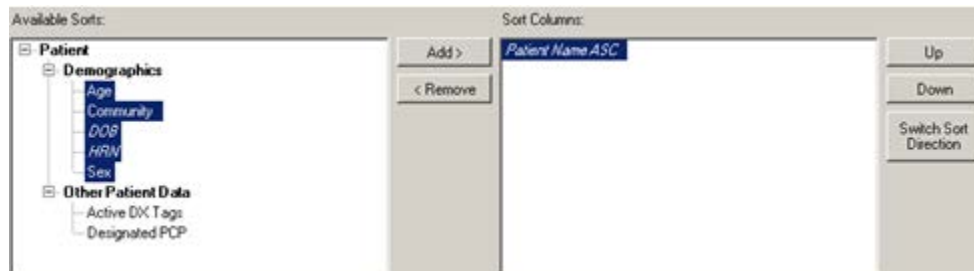 Available Sorts:
Sort Columns:
Patient
Demographics
Age
Community
DOB
HRN
Sex
Other Patient Data
Active DX Tags
Designated PCP
Add >
< Remove
Patient Name ASC
Up
Down
Switch Sort
Direction